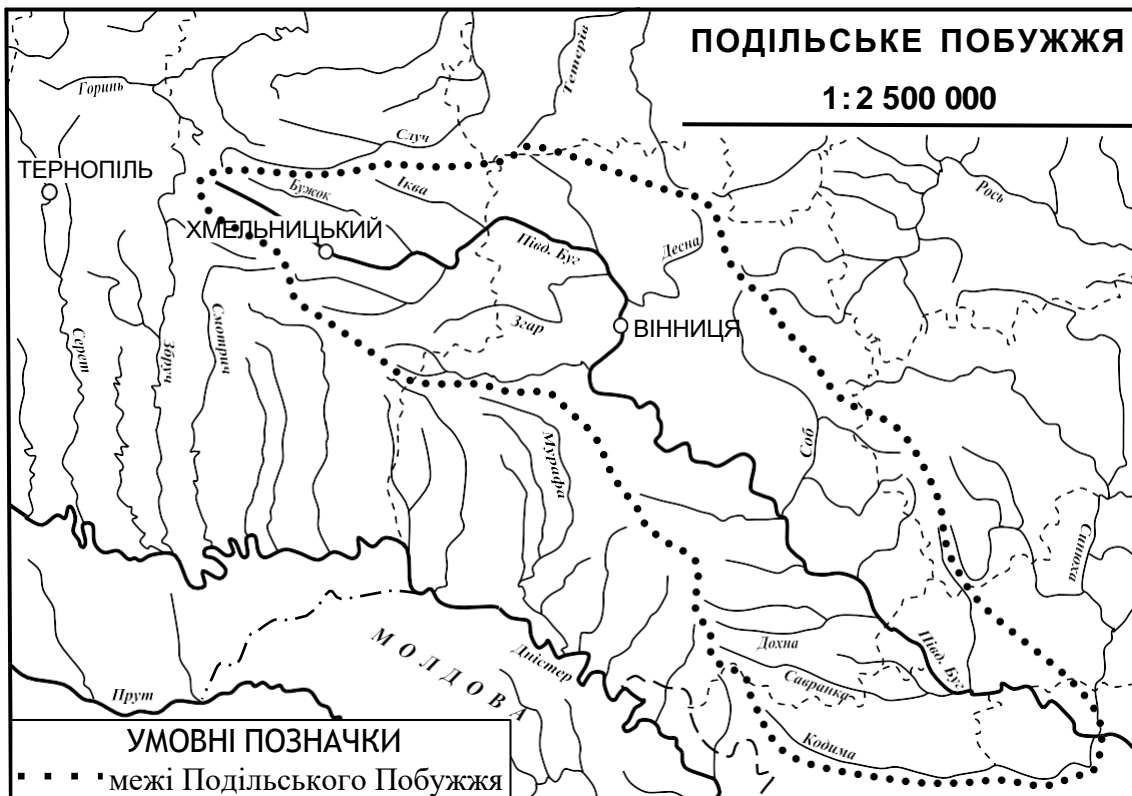 ПОДІЛЬСЬКЕ ПОБУЖЖЯ
1:2 500 000
Горинь
Тетерів
Случ
ТЕРНОПІЛЬ
Бужок
Іква
Рось
ХМЕЛЬНИЦЬКИЙ
Півд. Буг
Десна
Згар
ВІННИЦЯ
Серет
Збруч
Смотрич
Мурафа
Соб
Синюха
Дохна
Півд. Буг
МОЛДОВА
Дністер
Савранка
Прут
Кодима
УМОВНІ ПОЗНАЧКИ
межі Подільського Побужжя